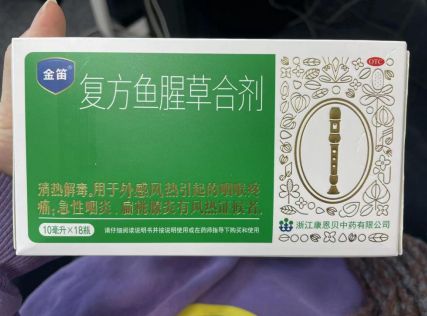 金笛
复方鱼腥草合剂
OTC
清热解毒。用于外感风热引起的咽喉疼
痛;急性咽炎、扁桃腺炎有风热证候者。
10毫升×18瓶
请仔细阅读说明书并按说明使用或在药师指导下购买和使用
浙江康恩贝中药有限公司